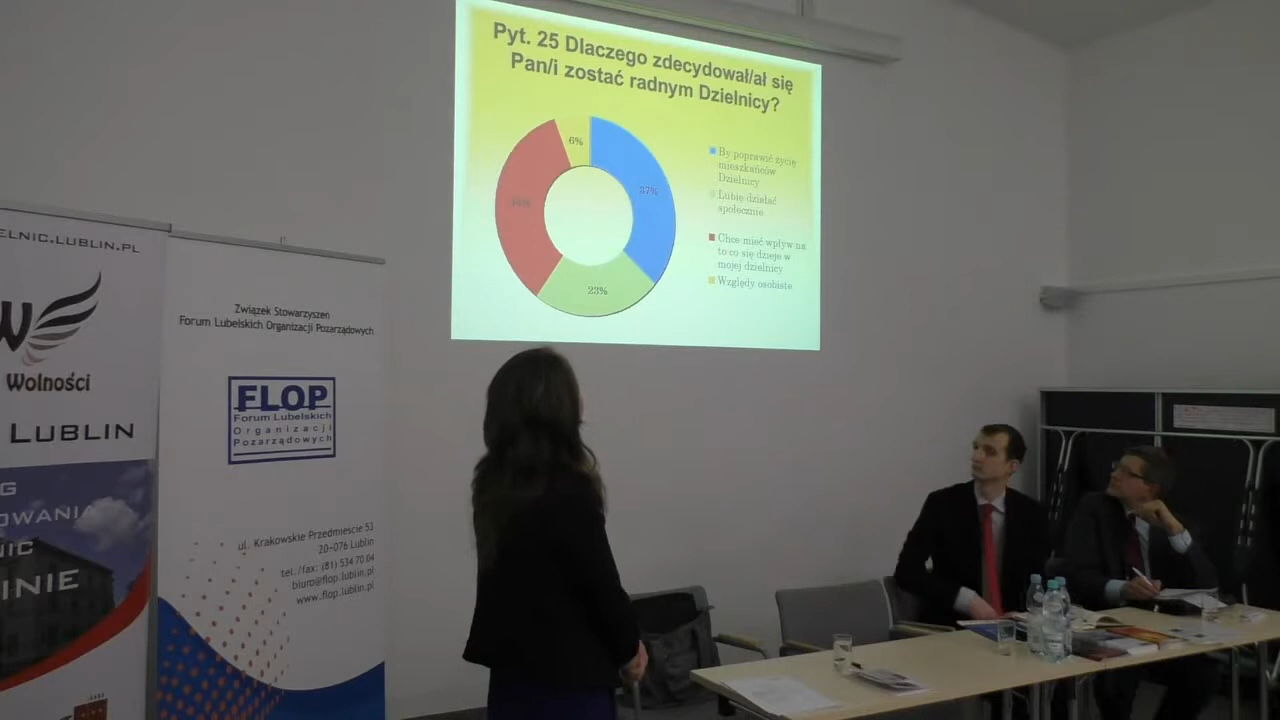 Pyt. 25 Dlaczego zdecydował/ał się
Pan/i zostać radnym Dzielnicy?
6%
37%
23%
By poprawić życie
mieszkańców
Dzielnicy
Lubię działać
społecznie
Chce mieć wpływ na
to co się dzieje w
mojej dzielnicy
Względy osobiste
ELNIC.LUBLIN.PL
W
Wolności
LUBLIN
G
OWANIA
NIC
INIE
Związek Stowarzyszeń
Forum Lubelskich Organizacji Pozarządowych
FLOP
Forum Lubelskich
Organizacji
Pozarządowych
ul. Krakowskie Przedmieście 53
20-076 Lublin
tel./fax: (81) 534 70 64
biuro@flop.lublin.pl
www.flop.lublin.pl